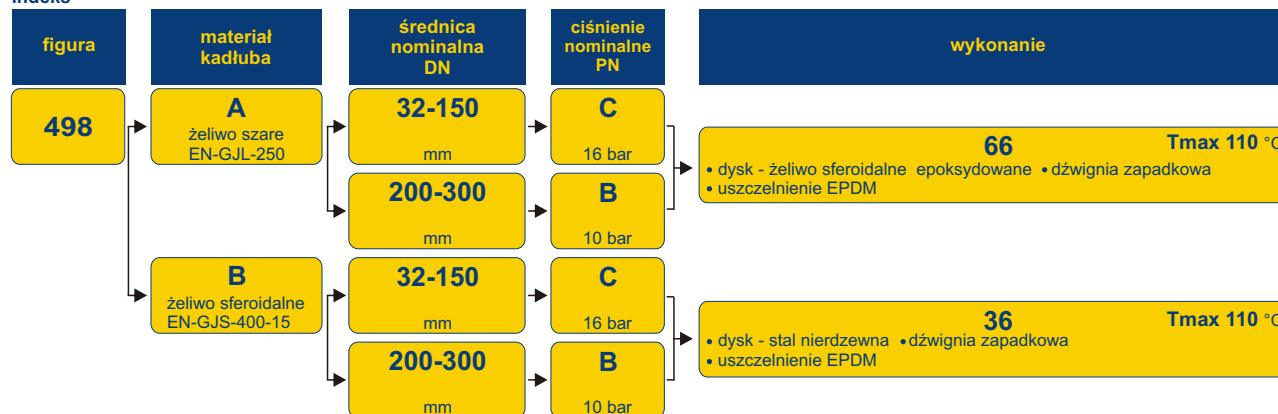 indeks
figura
materiał
kadłuba
średnica
nominalna
DN
ciśnienie
nominalne
PN
wykonanie
498
A
żeliwo szare
EN-GJL-250
32-150
mm
C
16 bar
200-300
mm
B
10 bar
66 Tmax 110 °C
• dysk - żeliwo sferoidalne epoksydowane • dźwignia zapadkowa
• uszczelnienie EPDM
B
żeliwo sferoidalne
EN-GJS-400-15
32-150
mm
C
16 bar
200-300
mm
B
10 bar
36 Tmax 110 °C
• dysk - stal nierdzewna • dźwignia zapadkowa
• uszczelnienie EPDM